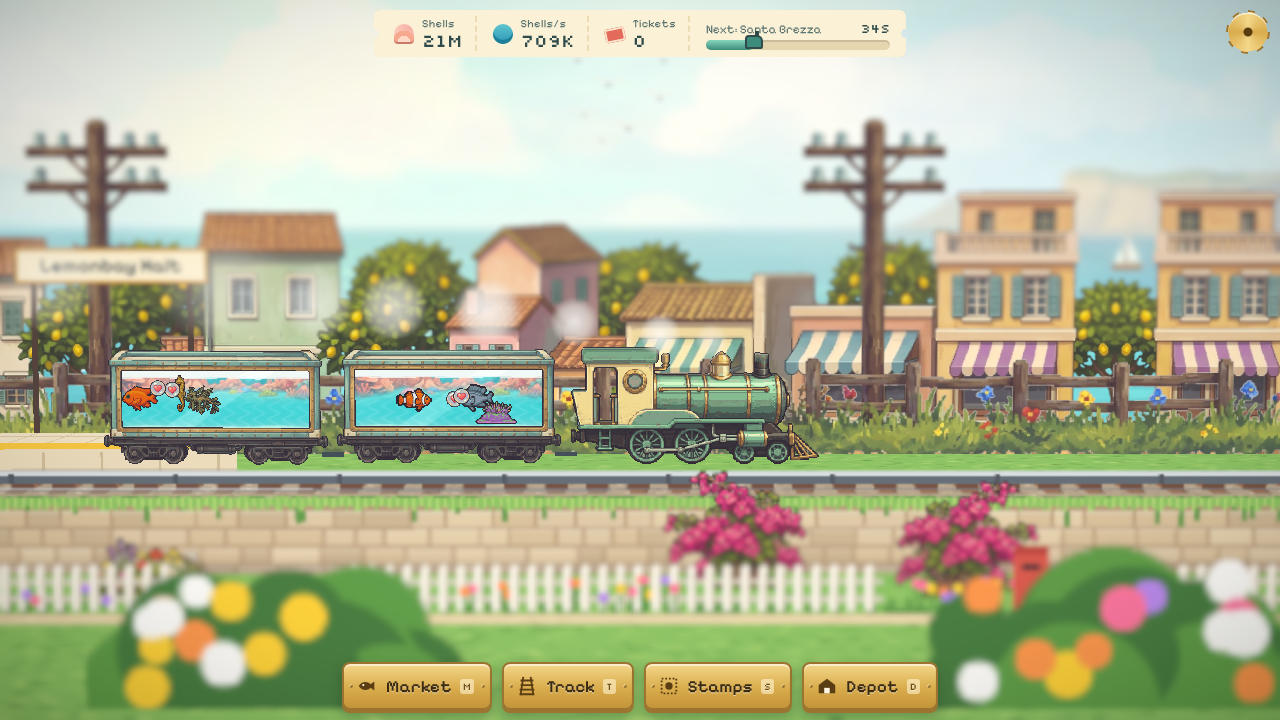 Shells
21M
Shells/s
709K
Tickets
0
Next: Santa Brezza
34s
Lemonbay Halt
Market M
Track T
Stamps S
Depot D